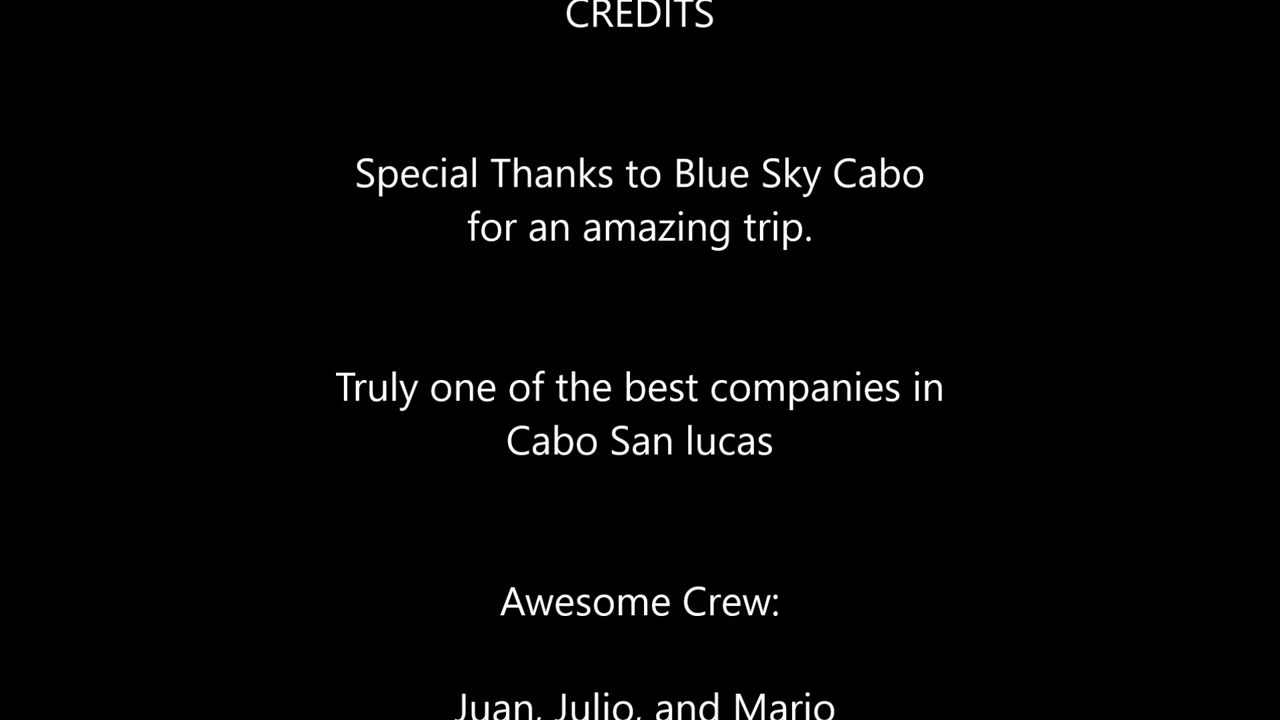 CREDITS
Special Thanks to Blue Sky Cabo
for an amazing trip.
Truly one of the best companies in
Cabo San lucas
Awesome Crew:
Juan, Julio, and Mario